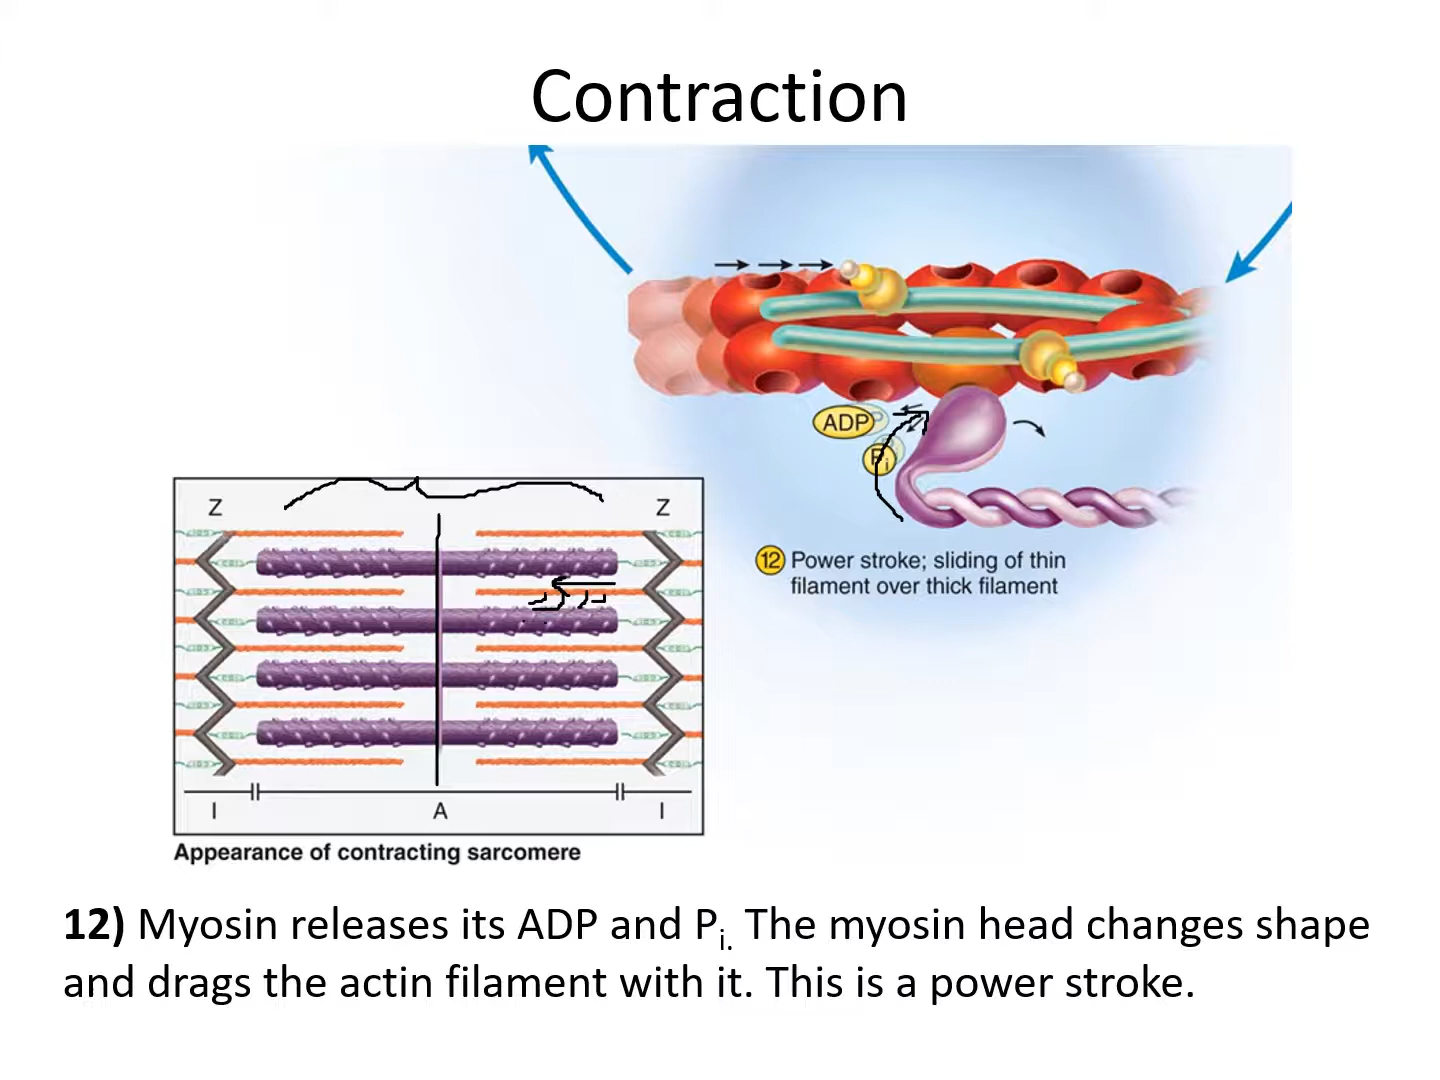 Contraction
ADP
Pi
12 Power stroke; sliding of thin
filament over thick filament
Z Z
I A I
Appearance of contracting sarcomere
12) Myosin releases its ADP and Pi. The myosin head changes shape
and drags the actin filament with it. This is a power stroke.